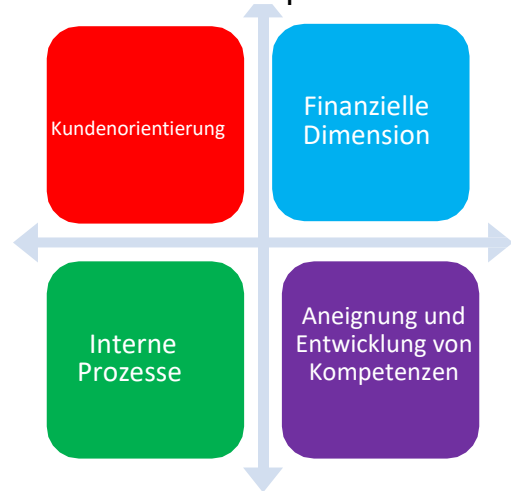 Kundenorientierung
Finanzielle
Dimension
Interne
Prozesse
Aneignung und
Entwicklung von
Kompetenzen